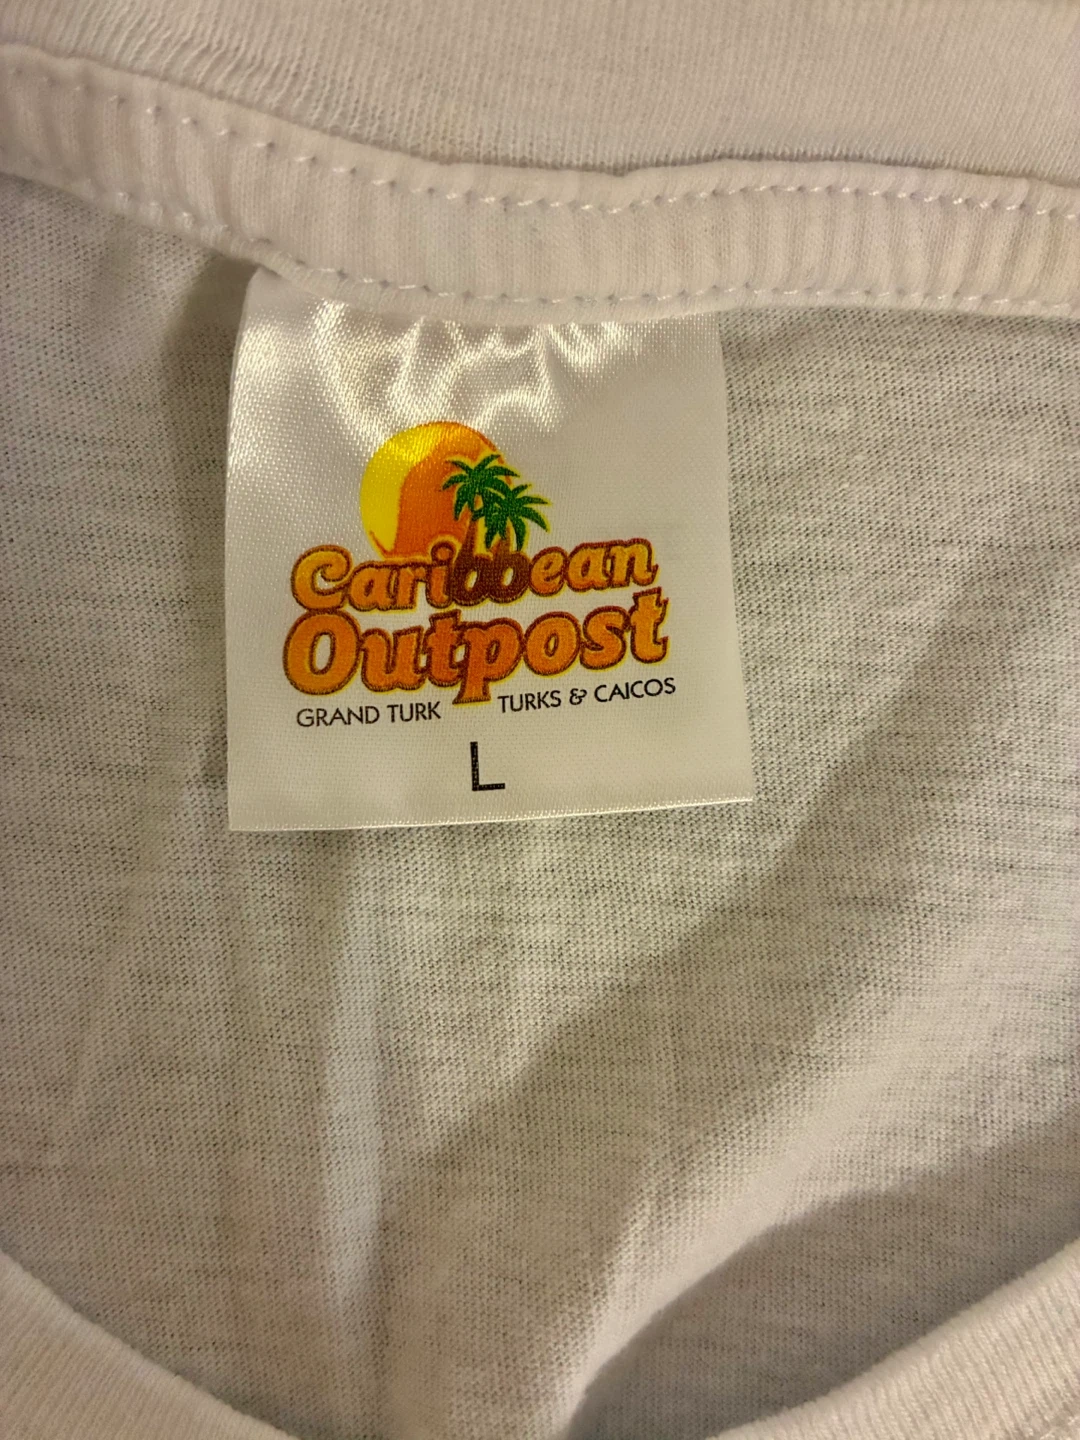 Caribbean
Outpost
GRAND TURK TURKS & CAICOS
L